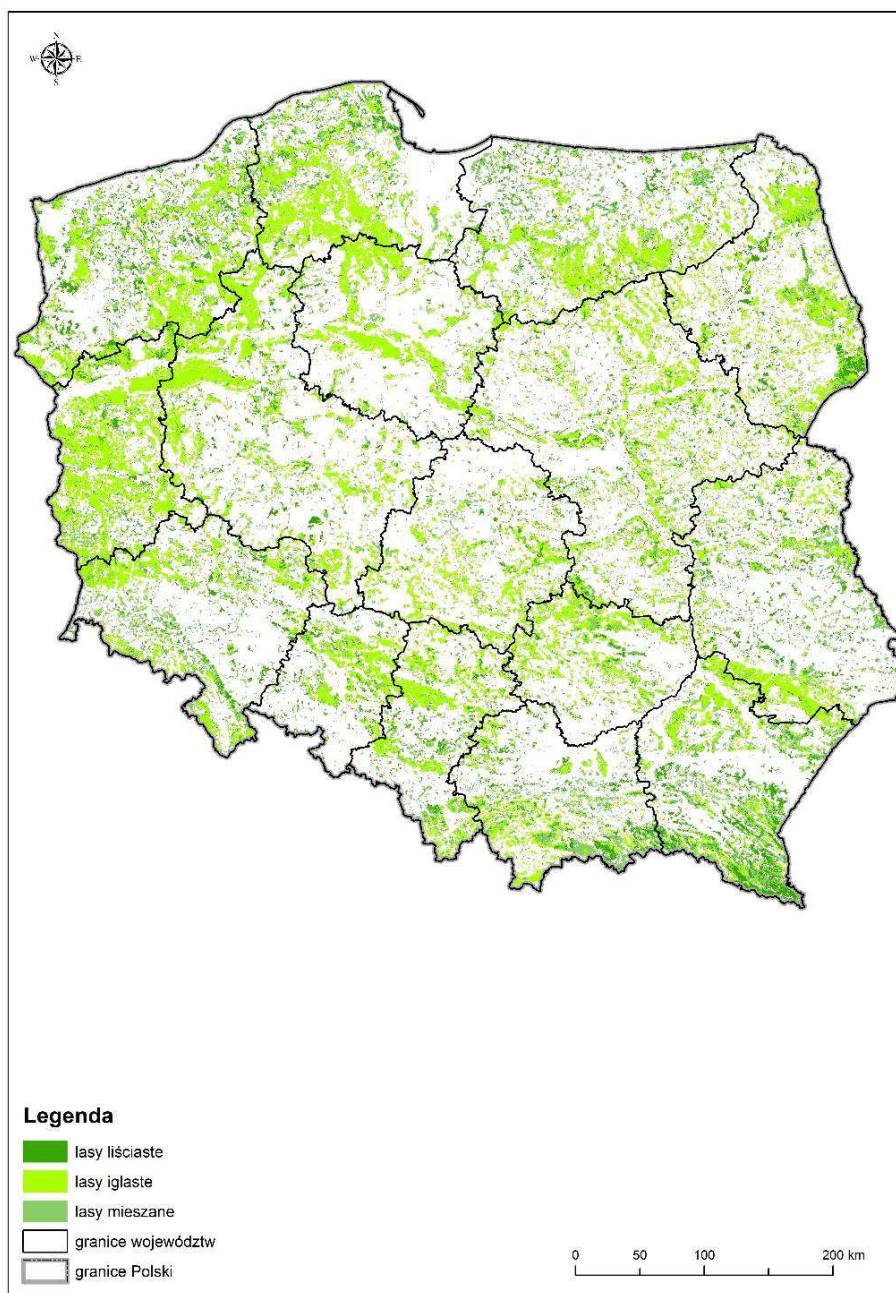 N
W E
S
Legenda
lasy liściaste
lasy iglaste
lasy mieszane
granice województw
granice Polski
0 50 100 200 km